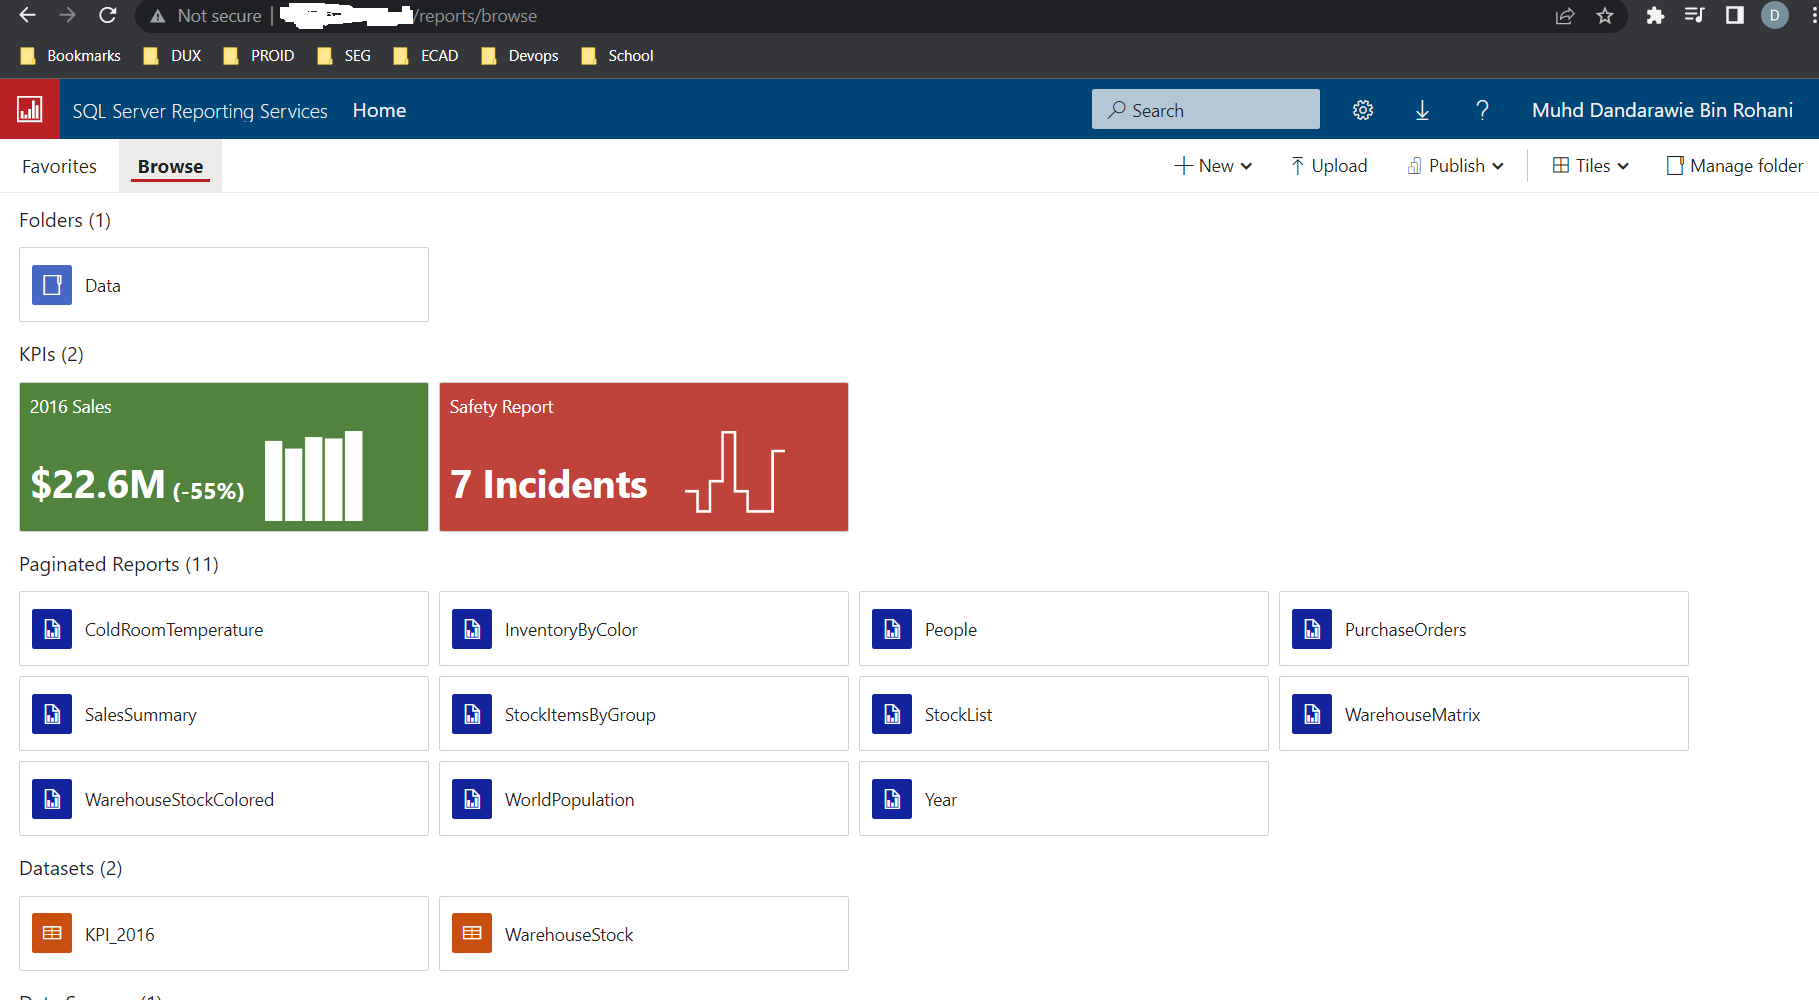 Not secure | /reports/browse
D
Bookmarks DUX PROID SEG ECAD Devops School
SQL Server Reporting Services Home Search ? Muhd Dandarawie Bin Rohani
Favorites Browse + New Upload Publish Tiles Manage folder
Folders (1)
Data
KPIs (2)
2016 Sales
$22.6M (-55%)
Safety Report
7 Incidents
Paginated Reports (11)
ColdRoomTemperature InventoryByColor People PurchaseOrders
SalesSummary StockItemsByGroup StockList WarehouseMatrix
WarehouseStockColored WorldPopulation Year
Datasets (2)
KPI_2016 WarehouseStock